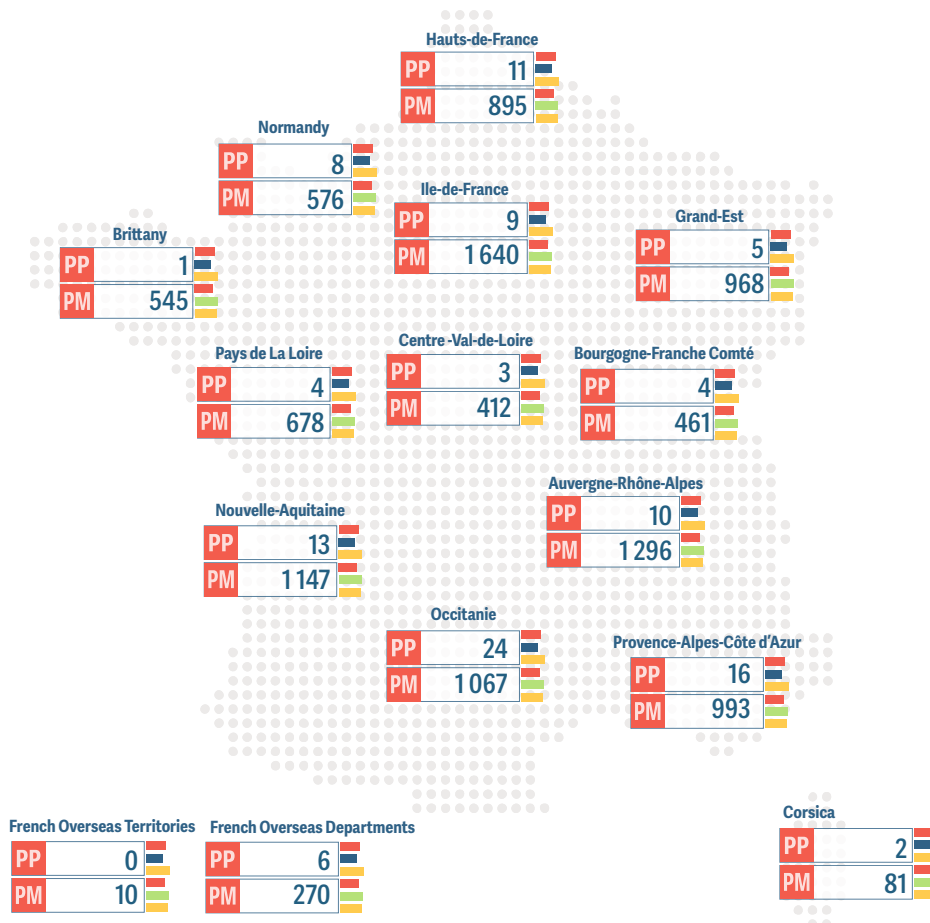 Hauts-de-France
PP 11
PM 895
Normandy
PP 8
PM 576
Ile-de-France
PP 9
PM 1 640
Grand-Est
PP 5
PM 968
Brittany
PP 1
PM 545
Pays de La Loire
PP 4
PM 678
Centre -Val-de-Loire
PP 3
PM 412
Bourgogne-Franche Comté
PP 4
PM 461
Auvergne-Rhône-Alpes
PP 10
PM 1 296
Nouvelle-Aquitaine
PP 13
PM 1 147
Occitanie
PP 24
PM 1 067
Provence-Alpes-Côte d'Azur
PP 16
PM 993
Corsica
PP 2
PM 81
French Overseas Territories
PP 0
PM 10
French Overseas Departments
PP 6
PM 270